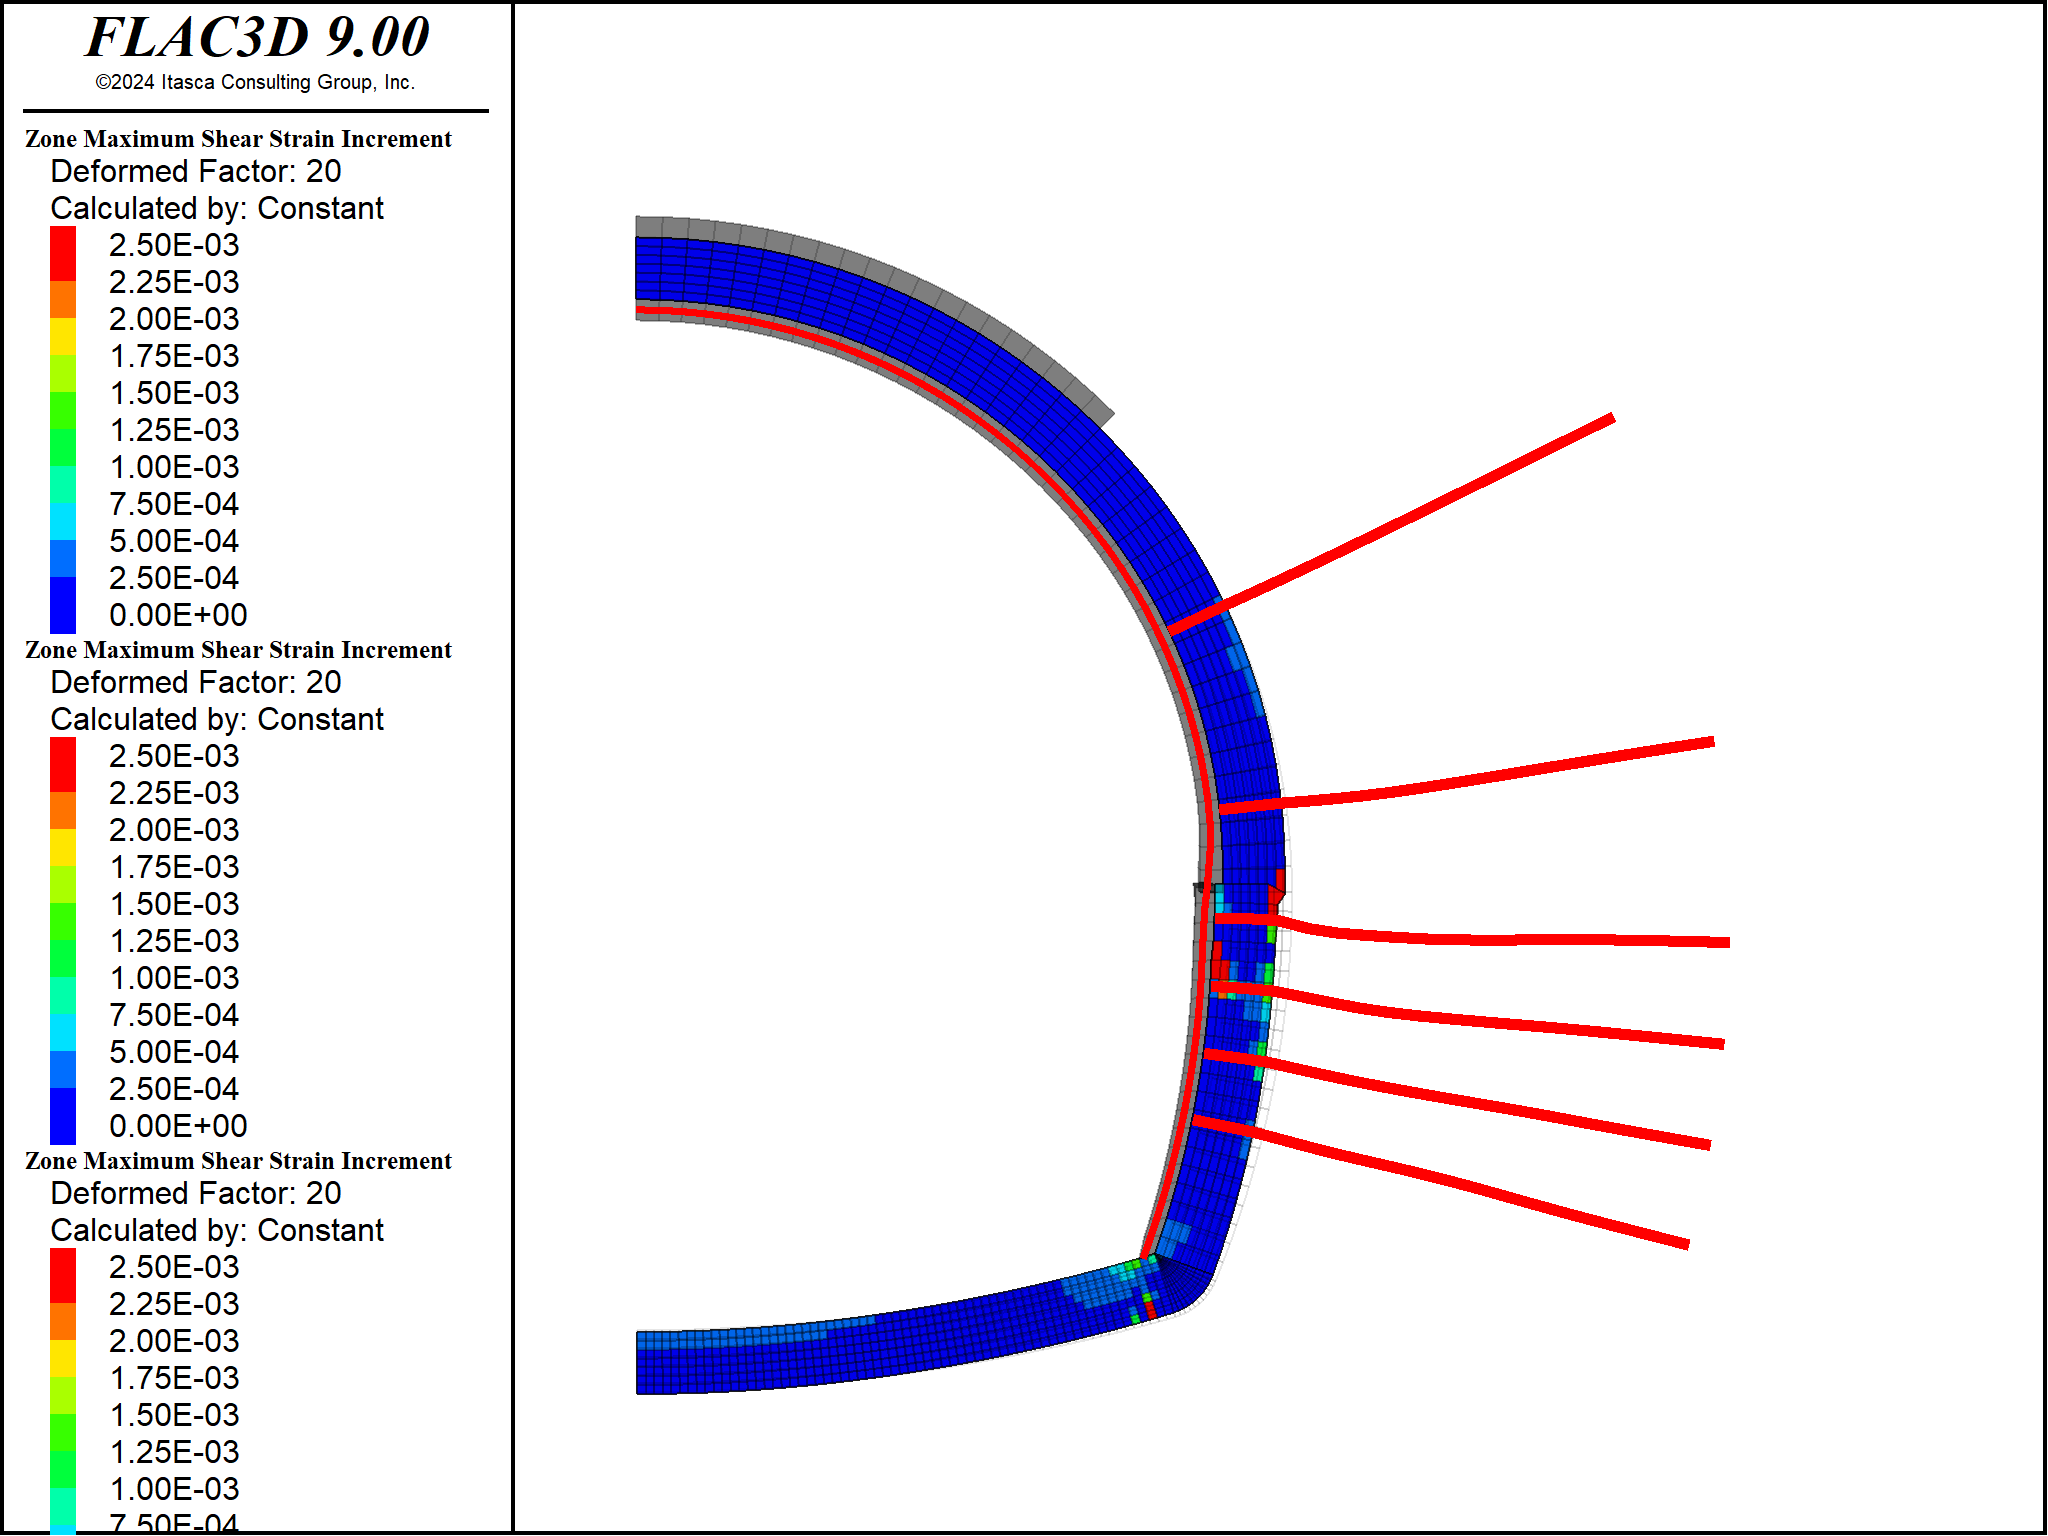 FLAC3D 9.00
©2024 Itasca Consulting Group, Inc.
Zone Maximum Shear Strain Increment
Deformed Factor: 20
Calculated by: Constant
2.50E-03
2.25E-03
2.00E-03
1.75E-03
1.50E-03
1.25E-03
1.00E-03
7.50E-04
5.00E-04
2.50E-04
0.00E+00
Zone Maximum Shear Strain Increment
Deformed Factor: 20
Calculated by: Constant
2.50E-03
2.25E-03
2.00E-03
1.75E-03
1.50E-03
1.25E-03
1.00E-03
7.50E-04
5.00E-04
2.50E-04
0.00E+00
Zone Maximum Shear Strain Increment
Deformed Factor: 20
Calculated by: Constant
2.50E-03
2.25E-03
2.00E-03
1.75E-03
1.50E-03
1.25E-03
1.00E-03
7.50E-04